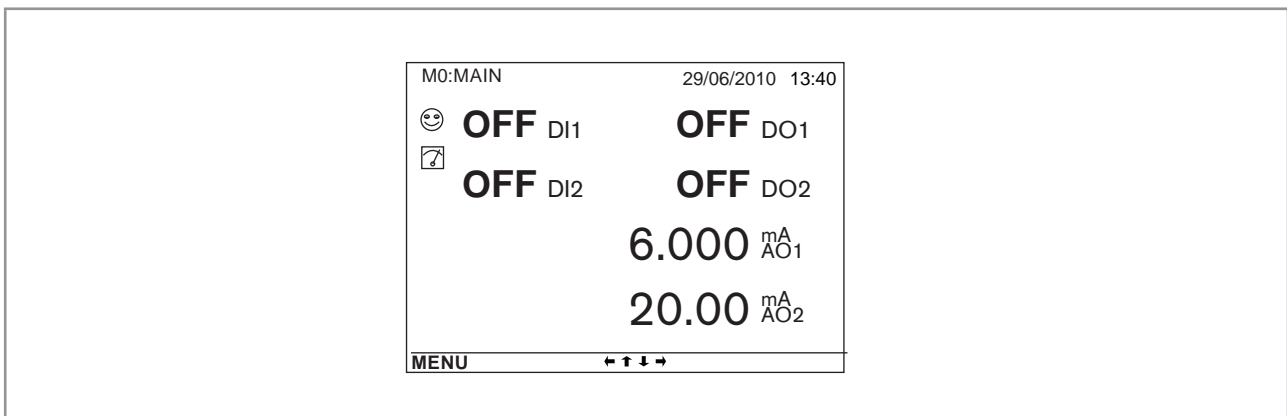 M0:MAIN 29/06/2010 13:40
OFF DI1 OFF DO1
OFF DI2 OFF DO2
6.000 mA AO1
20.00 mA AO2
MENU ←↑↓→